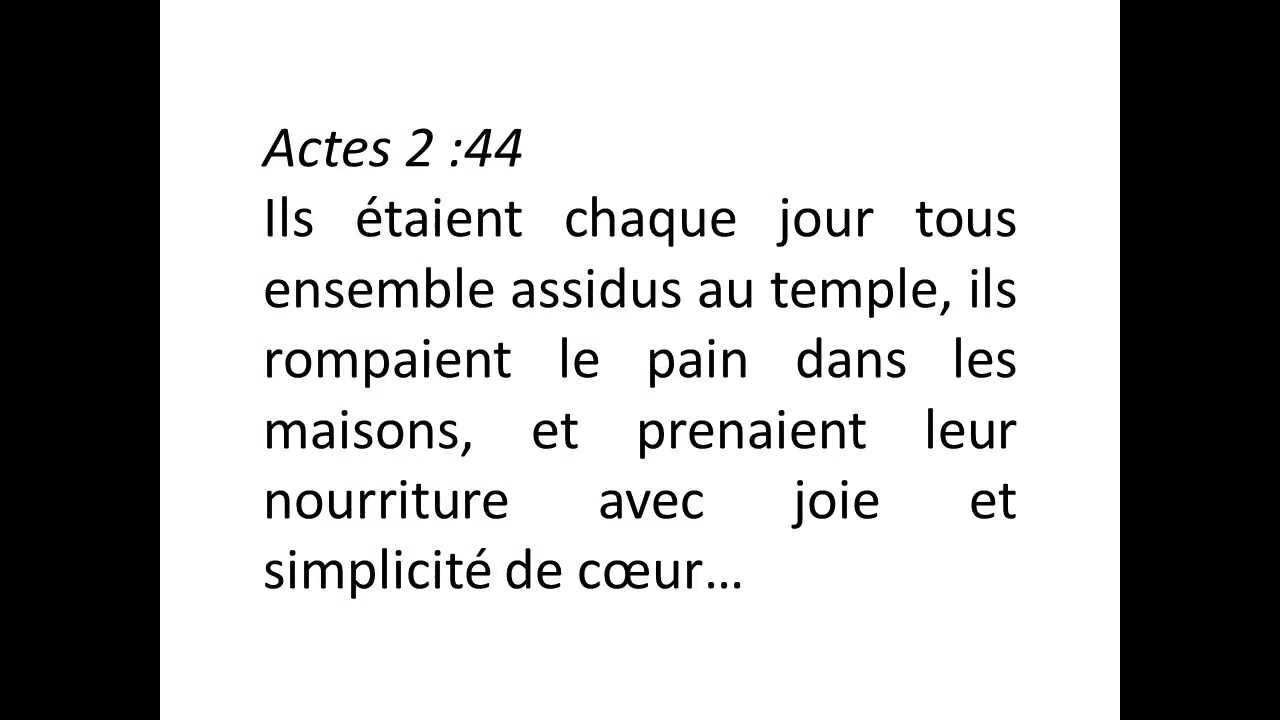 Actes 2 :44
Ils étaient chaque jour tous
ensemble assidus au temple, ils
rompaient le pain dans les
maisons, et prenaient leur
nourriture avec joie et
simplicité de cœur…